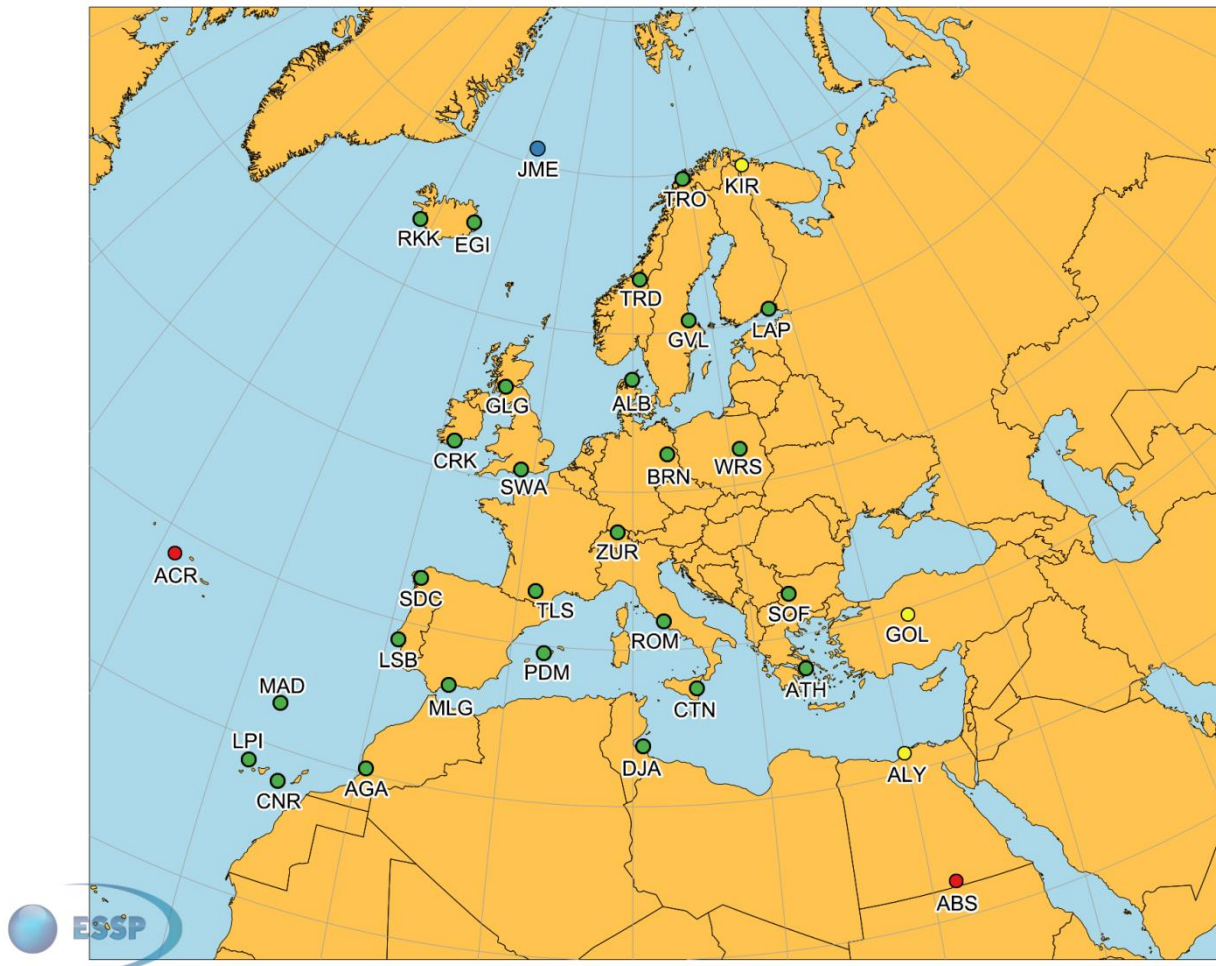 JME
TRO
KIR
RKK
EGI
TRD
GVL
LAP
GLG
ALB
CRK
SWA
BRN
WRS
ZUR
ACR
SDC
TLS
SOF
GOL
ROM
LSB
PDM
ATH
MAD
MLG
CTN
LPI
DJA
ALY
CNR
AGA
ABS
ESSP